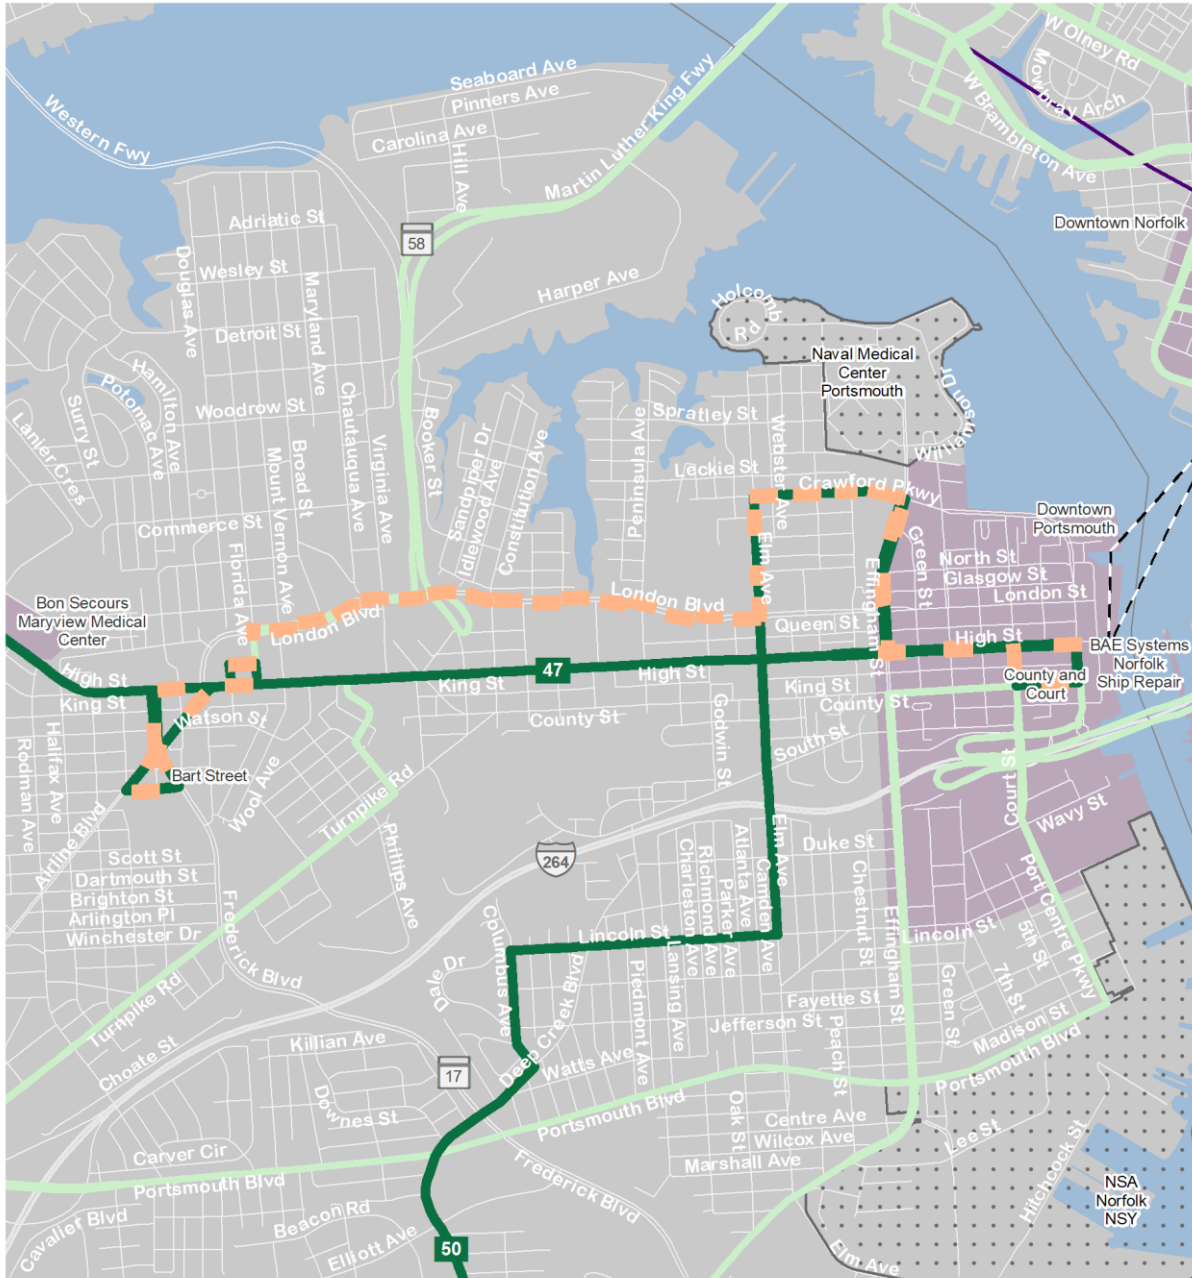 W Olney Rd
Mowbray Arch
W Brambleton Ave
Seaboard Ave
Pinners Ave
Carolina Ave
Hill Ave
Martin Luther King Fwy
Western Fwy
Adriatic St
Downtown Norfolk
58
Douglas Ave
Wesley St
Maryland Ave
Harper Ave
Holcomb
Rd
Detroit St
Naval Medical
Center
Portsmouth
Williamson Dr
Hamilton Ave
Potomac Ave
Surry St
Lanier Cres
Woodrow St
Chautauqua Ave
Booker St
Sandpiper Dr
Idlewood Ave
Constitution Ave
Peninsula Ave
Spratley St
Webster Ave
Leckie St
Broad St
Mount Vernon Ave
Virginia Ave
Crawford Pkwy
Commerce St
Florida Ave
Downtown
Portsmouth
Elm Ave
Effingham St
Green St
North St
Glasgow St
London St
London Blvd
London Blvd
Bon Secours
Maryview Medical
Center
Queen St
High St
BAE Systems
Norfolk
Ship Repair
High St
King St
47
High St
King St
King St
County and
Court
County St
County St
Watson St
Godwin St
South St
Halifax Ave
Rodman Ave
Bart Street
Wool Ave
Turnpike Rd
Court St
Wavy St
Airline Blvd
Phillips Ave
264
Elm Ave
Duke St
Scott St
Dartmouth St
Brighton St
Arlington Pl
Winchester Dr
Frederick Blvd
Columbus Ave
Charleston Ave
Richmond Ave
Parker Ave
Atlanta Ave
Camden Ave
Chestnut St
Effingham St
Port Centre Pkwy
Lincoln St
Lincoln St
5th St
7th St
Dale Dr
Deep Creek Blvd
Piedmont Ave
Lansing Ave
Green St
Turnpike Rd
Fayette St
Jefferson St
Peach St
Madison St
Portsmouth Blvd
Choate St
Killian Ave
17
Watts Ave
Downes St
Portsmouth Blvd
Oak St
Centre Ave
Wilcox Ave
Marshall Ave
Lee St
Hitchcock St
Carver Cir
Portsmouth Blvd
Frederick Blvd
NSA
Norfolk
NSY
Cavalier Blvd
Beacon Rd
Elliott Ave
50
Elm Ave